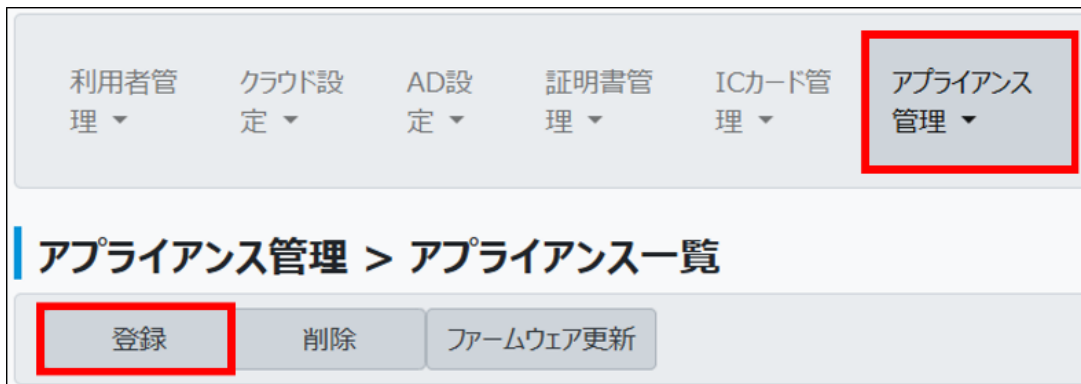 利用者管 クラウド設 AD設 証明書管 ICカード管 アプライアンス
理 ▼ 定 ▼ 定 ▼ 理 ▼ 理 ▼ 管理 ▼
アプライアンス管理 > アプライアンス一覧
登録 削除 ファームウェア更新